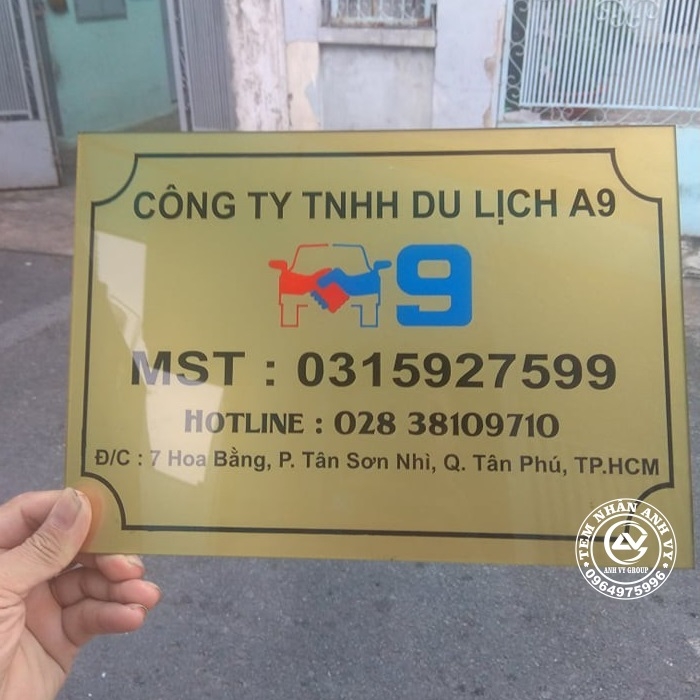 CÔNG TY TNHH DU LỊCH A9
9
MST : 0315927599
HOTLINE : 028 38109710
Đ/C : 7 Hoa Bằng, P. Tân Sơn Nhì, Q. Tân Phú, TP.HCM
TEM NHAN ANH VY
ANH VY GROUP
0964975996